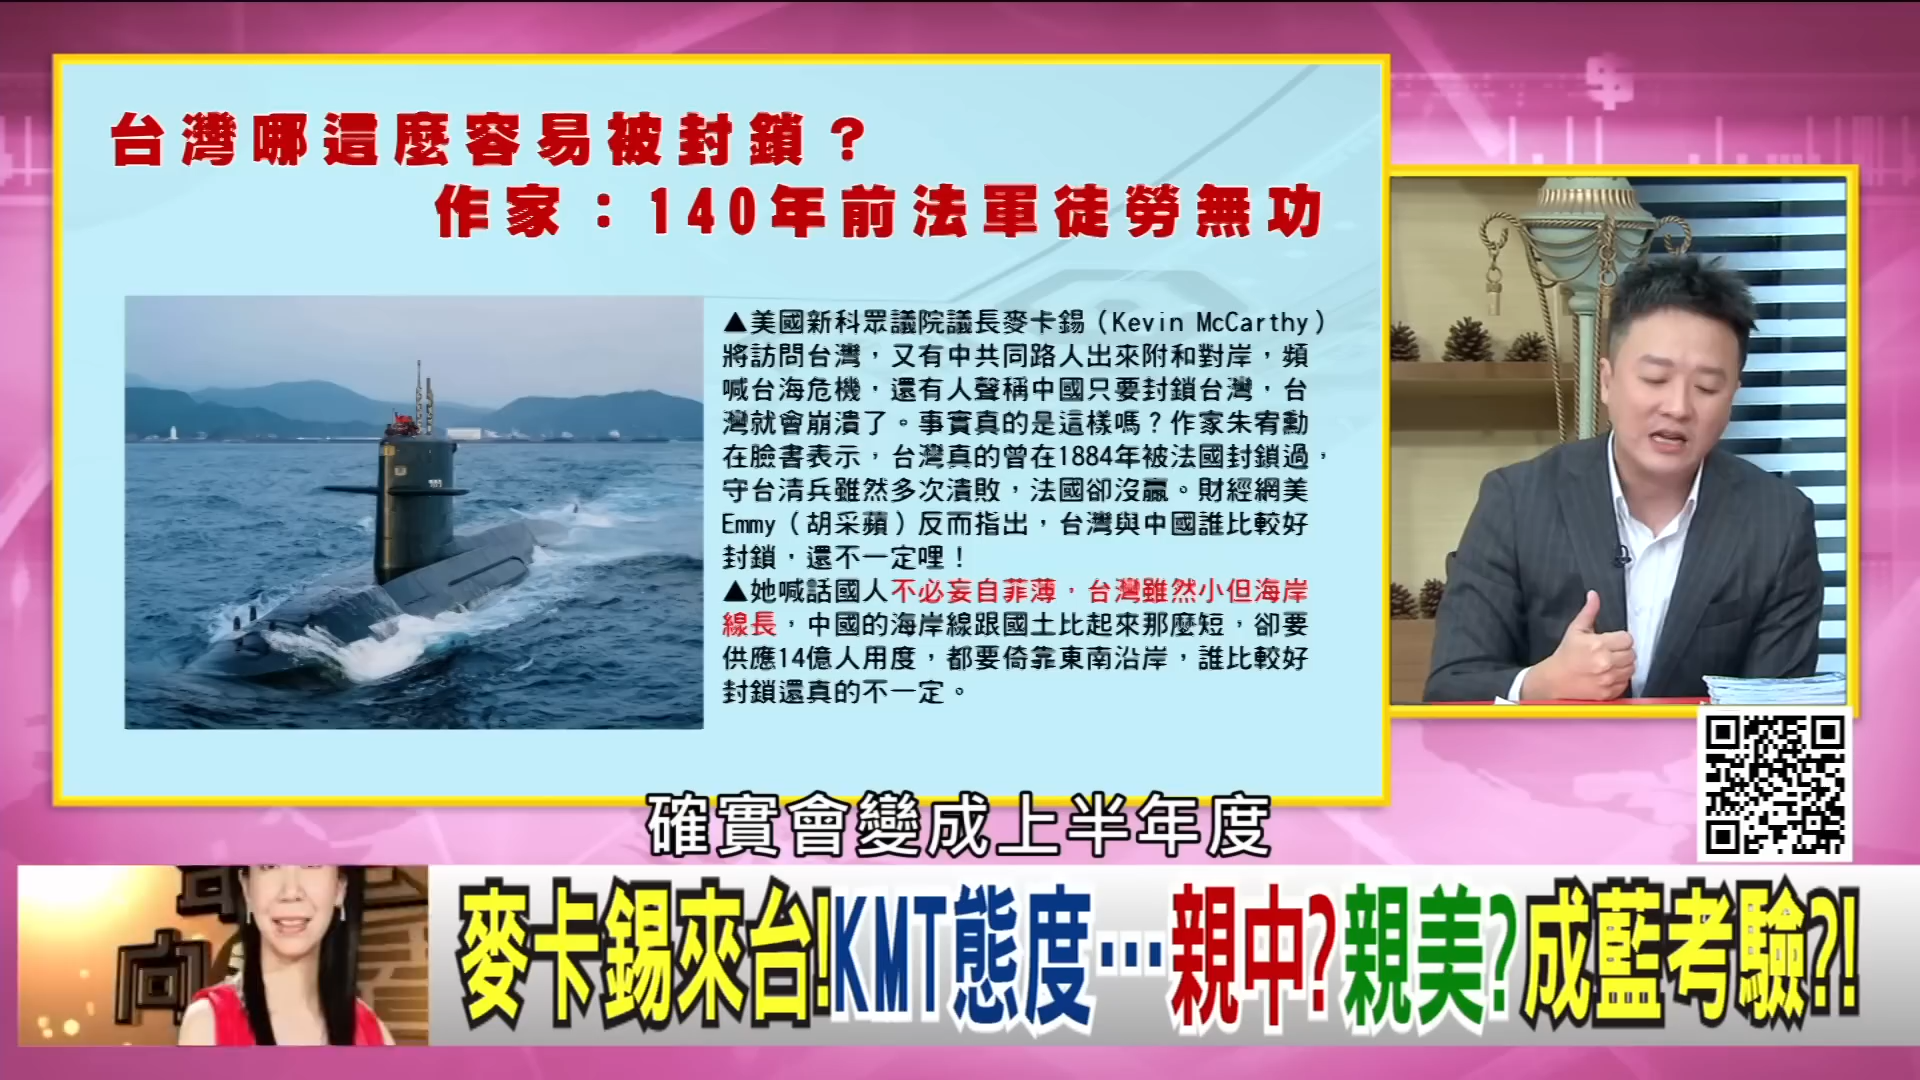 台灣哪這麼容易被封鎖？
作家：140年前法軍徒勞無功
▲美國新科眾議院議長麥卡錫（Kevin McCarthy）
將訪問台灣，又有中共同路人出來附和對岸，頻
喊台海危機，還有人聲稱中國只要封鎖台灣，台
灣就會崩潰了。事實真的是這樣嗎？作家朱宥勳
在臉書表示，台灣真的曾在1884年被法國封鎖過，
守台清兵雖然多次潰敗，法國卻沒贏。財經網美
Emmy（胡采蘋）反而指出，台灣與中國誰比較好
封鎖，還不一定哩！
▲她喊話國人不必妄自菲薄，台灣雖然小但海岸
線長，中國的海岸線跟國土比起來那麼短，卻要
供應14億人用度，都要倚靠東南沿岸，誰比較好
封鎖還真的不一定。
確實會變成上半年度
向
麥卡錫來台!KMT態度…親中?親美?成藍考驗?!